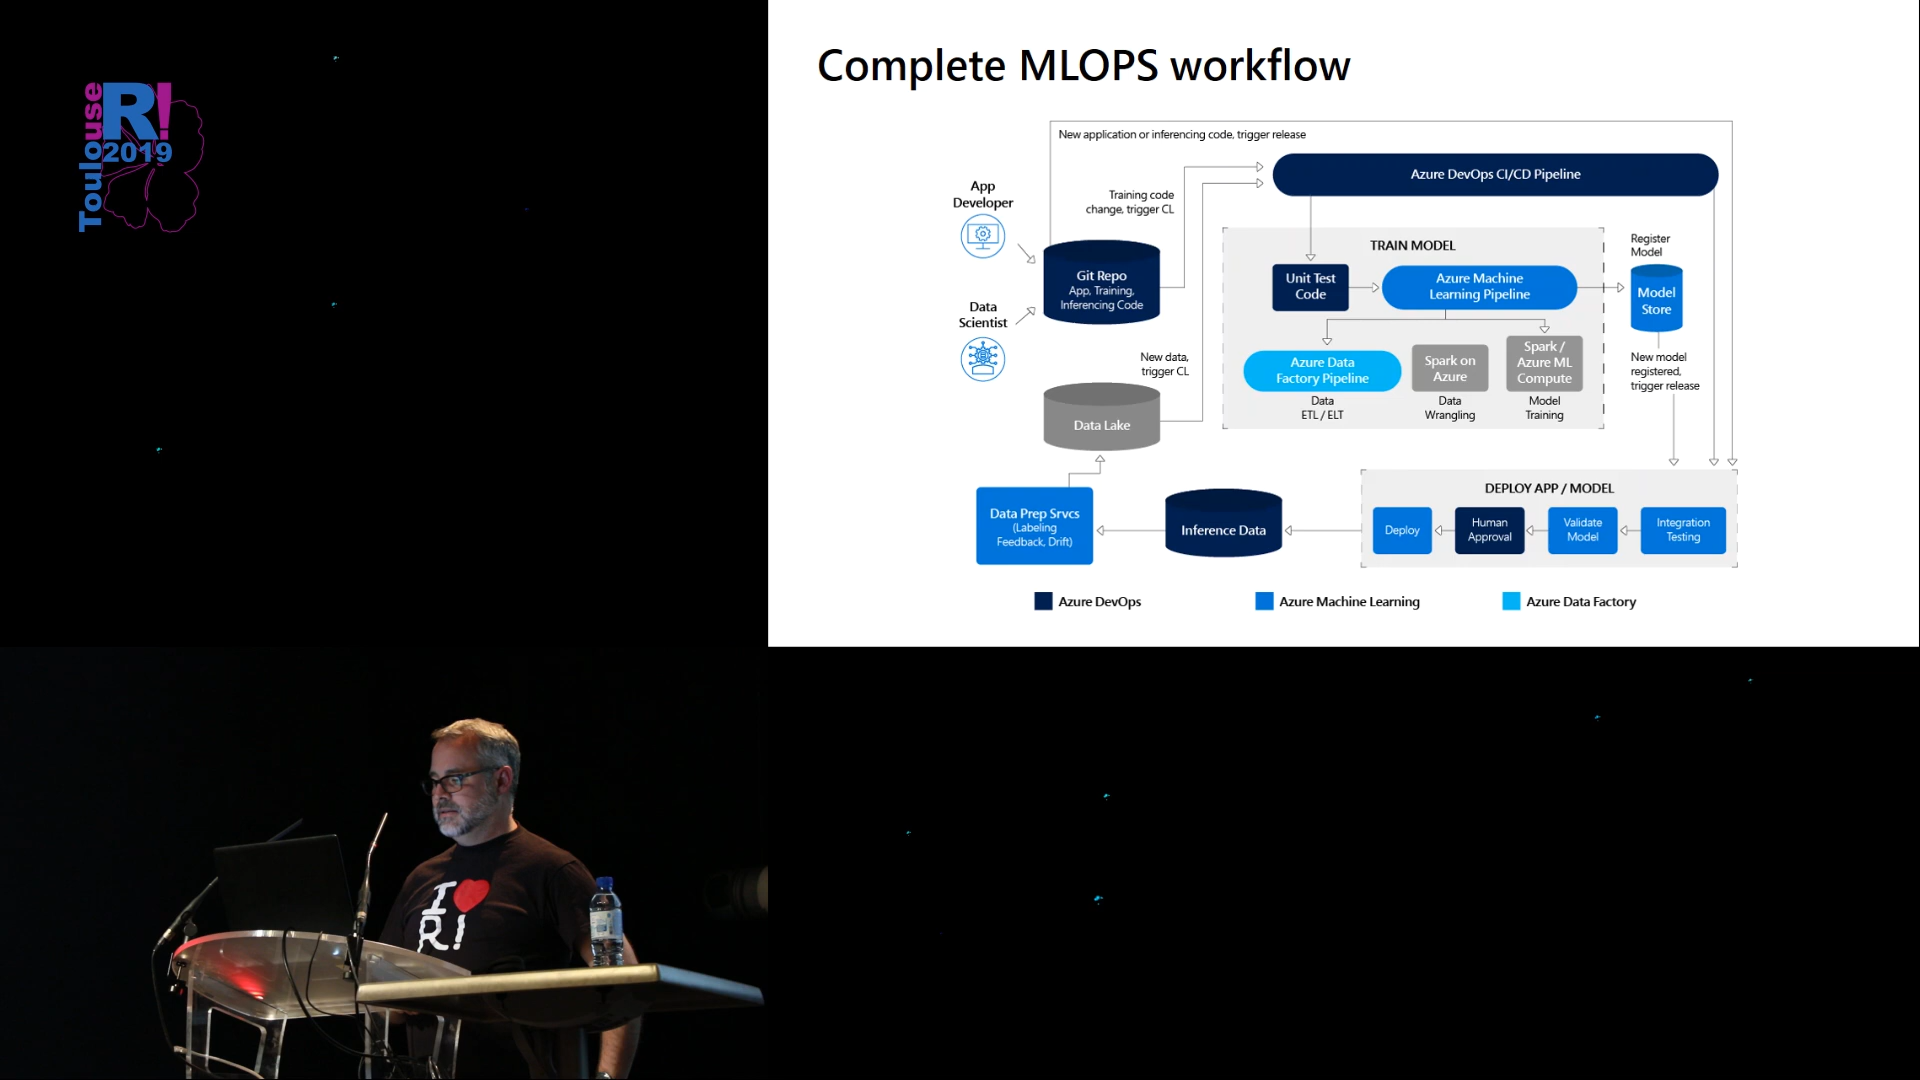 Toulouse
R!
2019
Complete MLOPS workflow
New application or inferencing code, trigger release
Azure DevOps CI/CD Pipeline
App
Developer
Training code
change, trigger CL
Git Repo
App, Training,
Inferencing Code
Data
Scientist
New data,
trigger CL
Data Lake
TRAIN MODEL
Unit Test
Code
Azure Machine
Learning Pipeline
Azure Data
Factory Pipeline
Data
ETL / ELT
Spark on
Azure
Data
Wrangling
Spark /
Azure ML
Compute
Model
Training
Register
Model
Model
Store
New model
registered,
trigger release
DEPLOY APP / MODEL
Deploy
Human
Approval
Validate
Model
Integration
Testing
Inference Data
Data Prep Srvcs
(Labeling
Feedback, Drift)
Azure DevOps
Azure Machine Learning
Azure Data Factory
I
R!